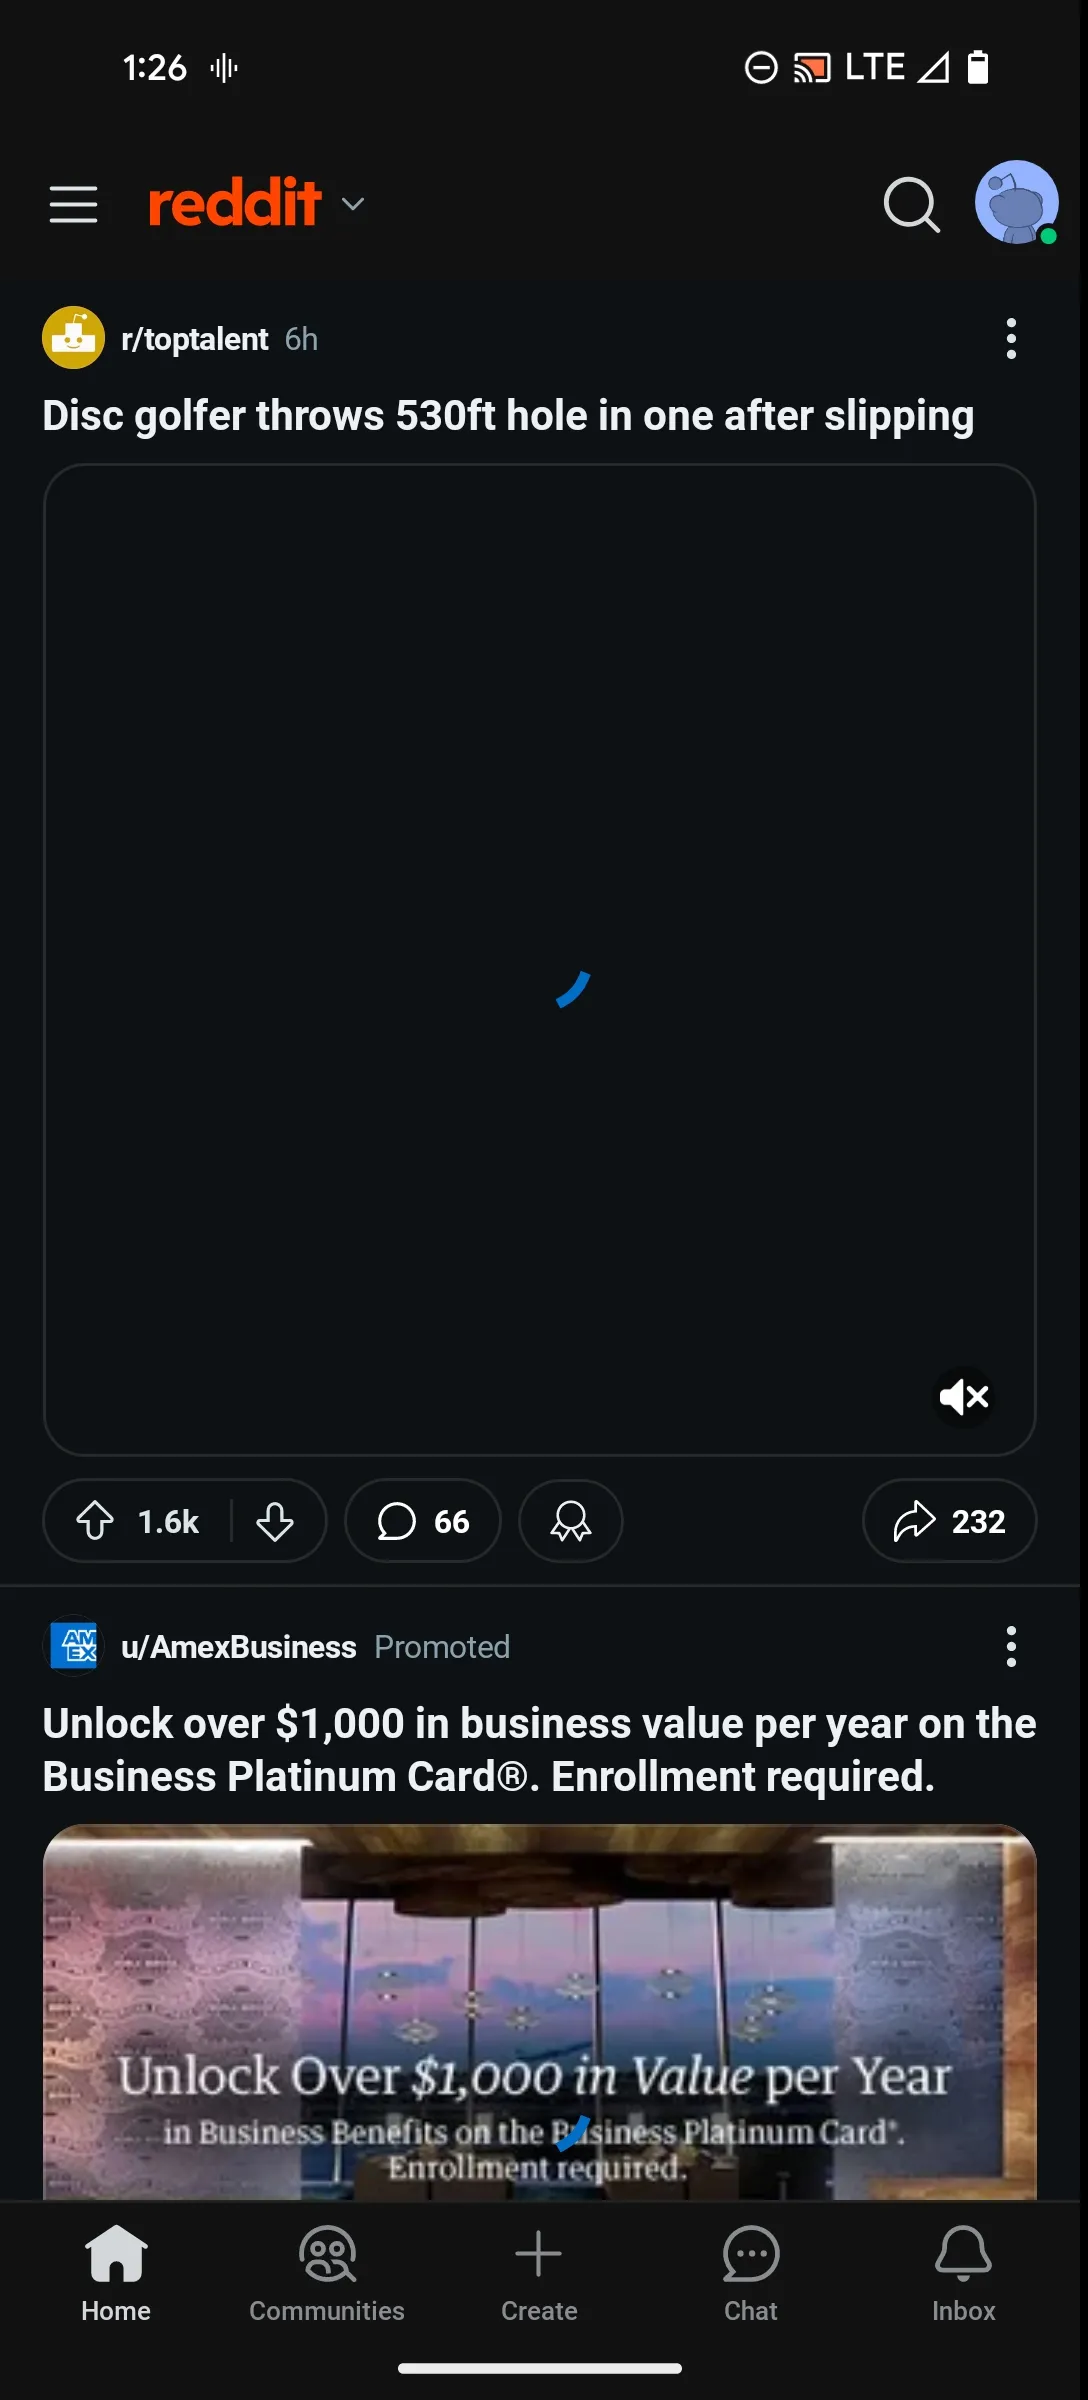 1:26
LTE
reddit
r/toptalent 6h
Disc golfer throws 530ft hole in one after slipping
1.6k
66
232
AM
EX
u/AmexBusiness Promoted
Unlock over $1,000 in business value per year on the
Business Platinum Card®. Enrollment required.
Unlock Over $1,000 in Value per Year
in Business Benefits on the Business Platinum Card®.
Enrollment required.
Home
Communities
Create
Chat
Inbox